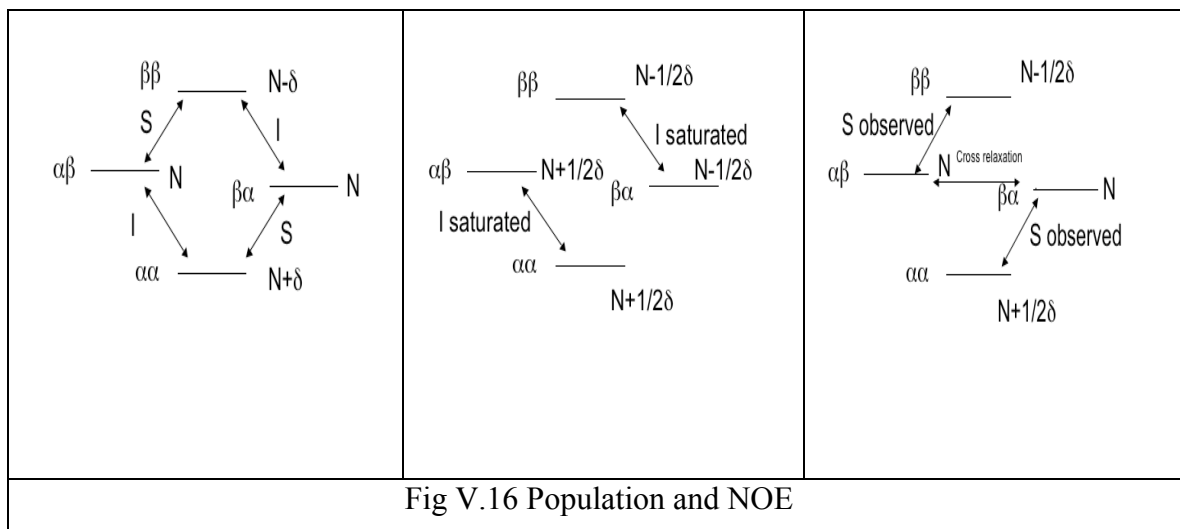 ββ N-δ
S I
αβ N βα N
I S
αα N+δ
ββ N-1/2δ
I saturated
αβ N+1/2δ βα N-1/2δ
I saturated
αα
N+1/2δ
ββ N-1/2δ
S observed
αβ N Cross relaxation βα N
S observed
αα
N+1/2δ
Fig V.16 Population and NOE